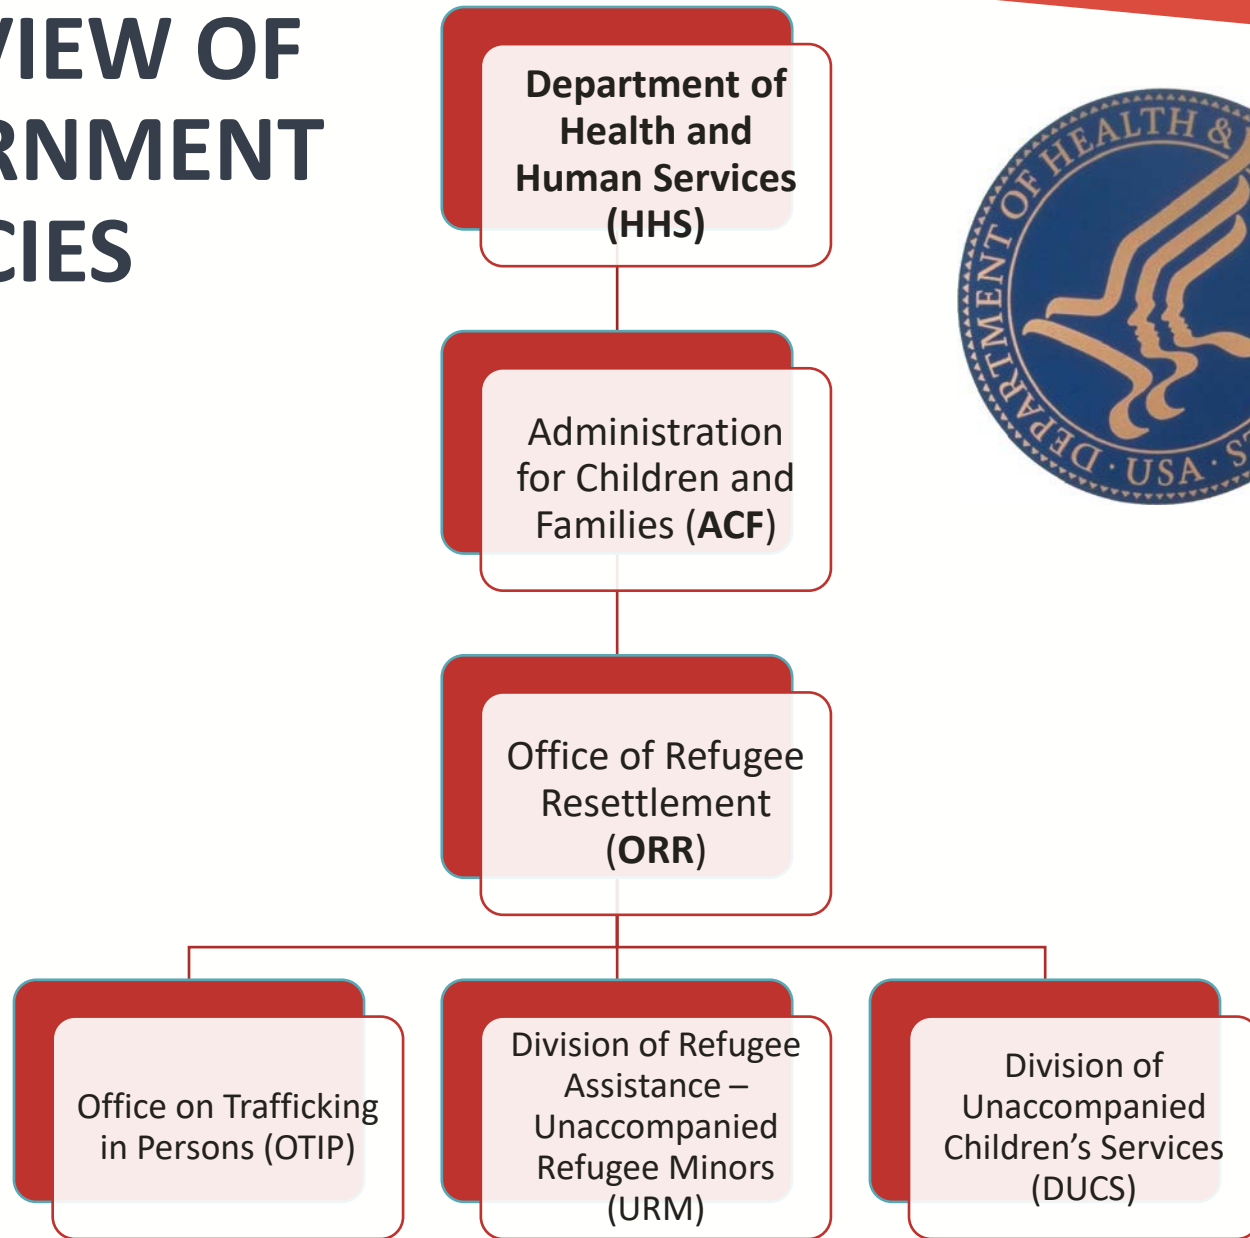 VIEW OF
RNMENT
CIES
Department of
Health and
Human Services
(HHS)
DEPARTMENT OF HEALTH &
· USA ·
Administration
for Children and
Families (ACF)
Office of Refugee
Resettlement
(ORR)
Office on Trafficking
in Persons (OTIP)
Division of Refugee
Assistance –
Unaccompanied
Refugee Minors
(URM)
Division of
Unaccompanied
Children’s Services
(DUCS)